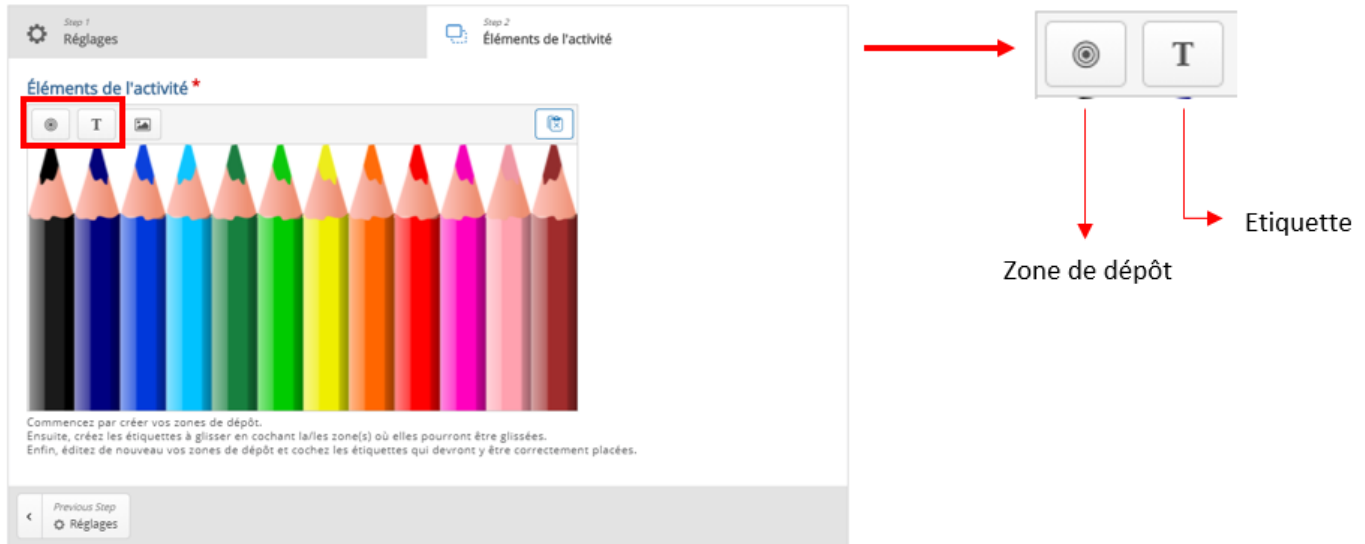 Step 1
Réglages
Step 2
Éléments de l'activité
Éléments de l'activité *
T
T
Etiquette
Zone de dépôt
Commencez par créer vos zones de dépôt.
Ensuite, créez les étiquettes à glisser en cochant la/les zone(s) où elles pourront être glissées.
Enfin, éditez de nouveau vos zones de dépôt et cochez les étiquettes qui devront y être correctement placées.
Previous Step
Réglages